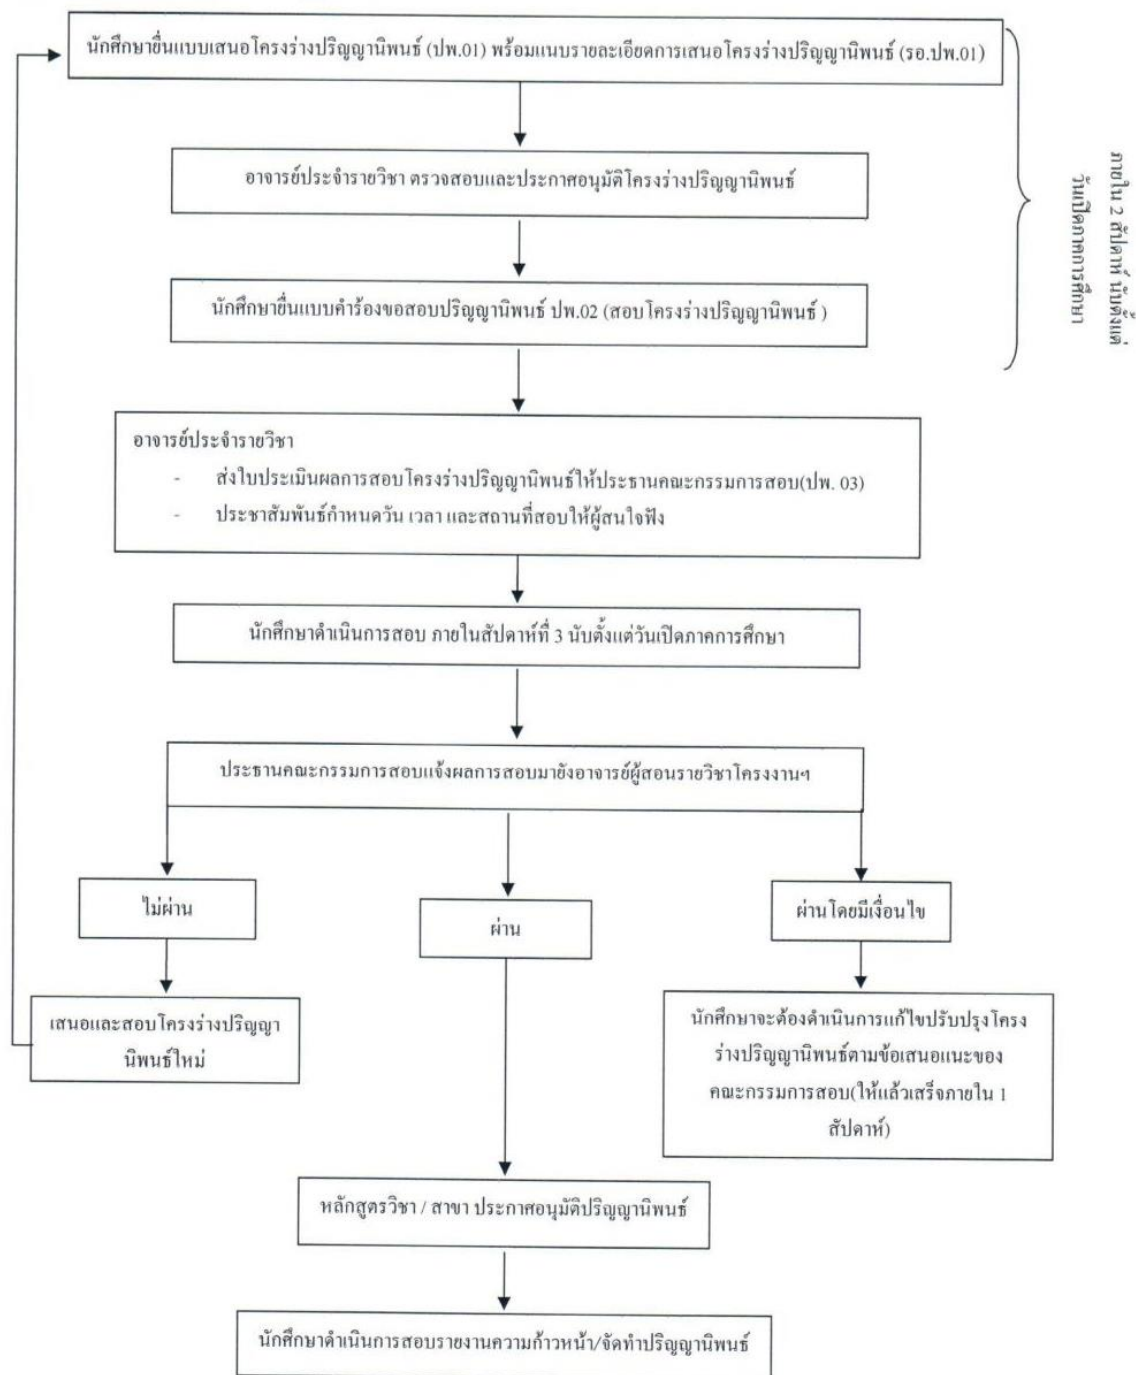 นักศึกษายื่นแบบเสนอโครงร่างปริญญานิพนธ์ (ปพ.01) พร้อมแนบรายละเอียดการเสนอโครงร่างปริญญานิพนธ์ (รอ.ปพ.01)
อาจารย์ประจำรายวิชา ตรวจสอบและประกาศอนุมัติโครงร่างปริญญานิพนธ์
นักศึกษายื่นแบบคำร้องขอสอบปริญญานิพนธ์ ปพ.02 (สอบโครงร่างปริญญานิพนธ์ )
ภายใน 2 สัปดาห์ นับตั้งแต่
วันเปิดภาคการศึกษา
อาจารย์ประจำรายวิชา
- ส่งใบประเมินผลการสอบโครงร่างปริญญานิพนธ์ให้ประธานคณะกรรมการสอบ(ปพ. 03)
- ประชาสัมพันธ์กำหนดวัน เวลา และสถานที่สอบให้ผู้สนใจฟัง
นักศึกษาดำเนินการสอบ ภายในสัปดาห์ที่ 3 นับตั้งแต่วันเปิดภาคการศึกษา
ประธานคณะกรรมการสอบแจ้งผลการสอบมายังอาจารย์ผู้สอนรายวิชาโครงงานฯ
ไม่ผ่าน
ผ่าน
ผ่านโดยมีเงื่อนไข
เสนอและสอบโครงร่างปริญญา
นิพนธ์ใหม่
นักศึกษาจะต้องดำเนินการแก้ไขปรับปรุงโครง
ร่างปริญญานิพนธ์ตามข้อเสนอแนะของ
คณะกรรมการสอบ(ให้แล้วเสร็จภายใน 1
สัปดาห์)
หลักสูตรวิชา / สาขา ประกาศอนุมัติปริญญานิพนธ์
นักศึกษาดำเนินการสอบรายงานความก้าวหน้า/จัดทำปริญญานิพนธ์